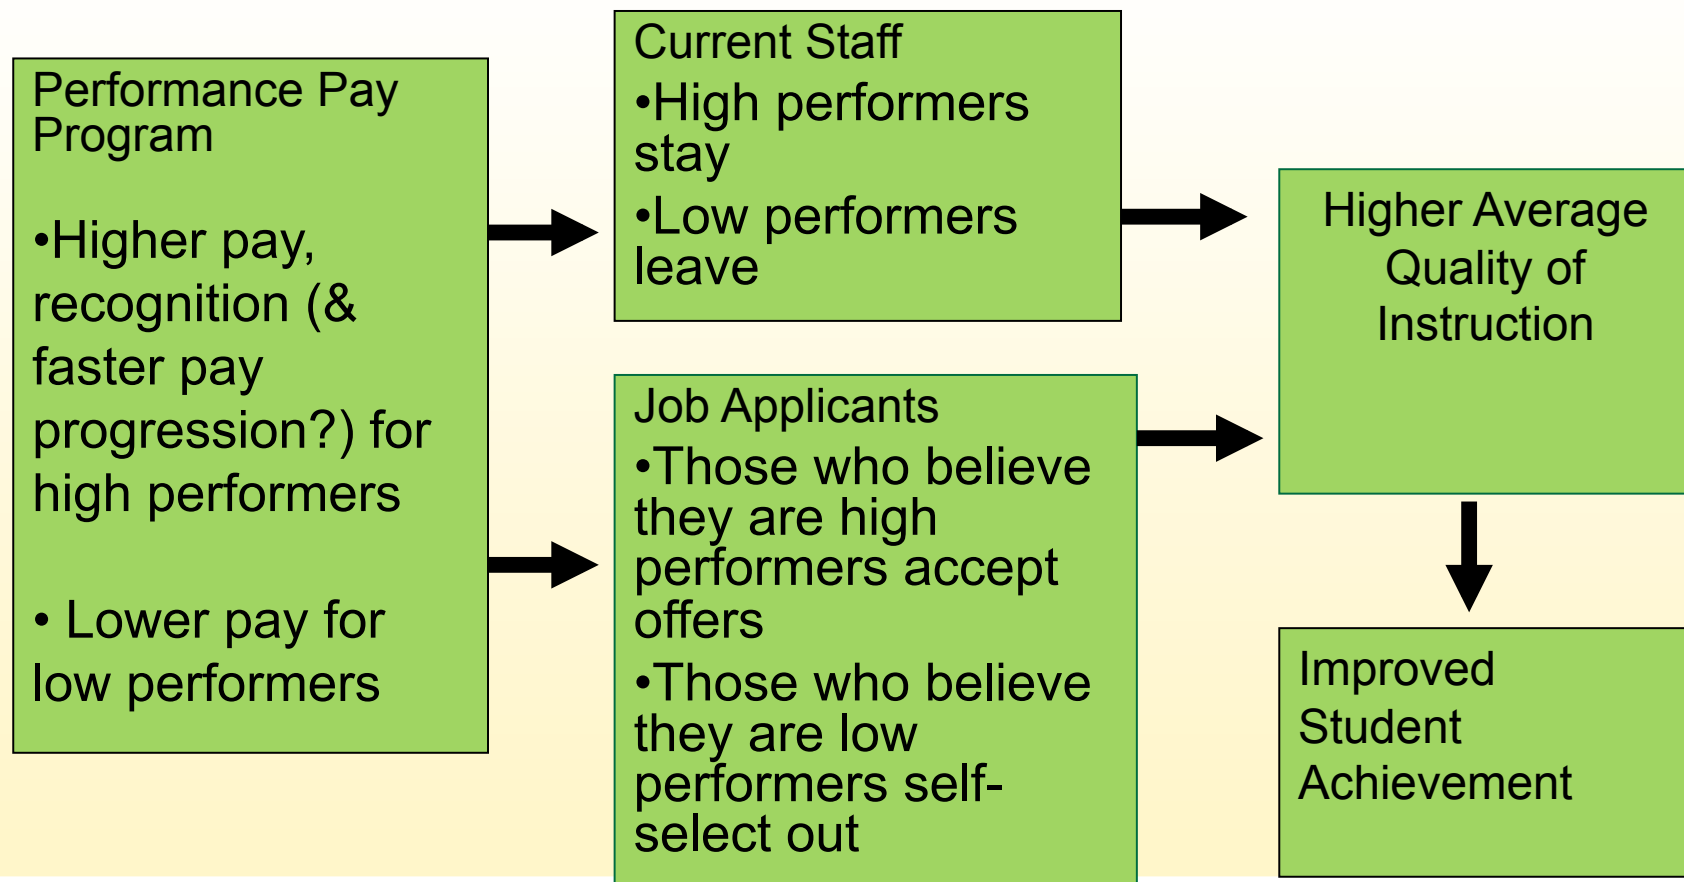 Performance Pay
Program
•Higher pay,
recognition (&
faster pay
progression?) for
high performers
• Lower pay for
low performers
Current Staff
•High performers
stay
•Low performers
leave
Job Applicants
•Those who believe
they are high
performers accept
offers
•Those who believe
they are low
performers self-
select out
Higher Average
Quality of
Instruction
Improved
Student
Achievement